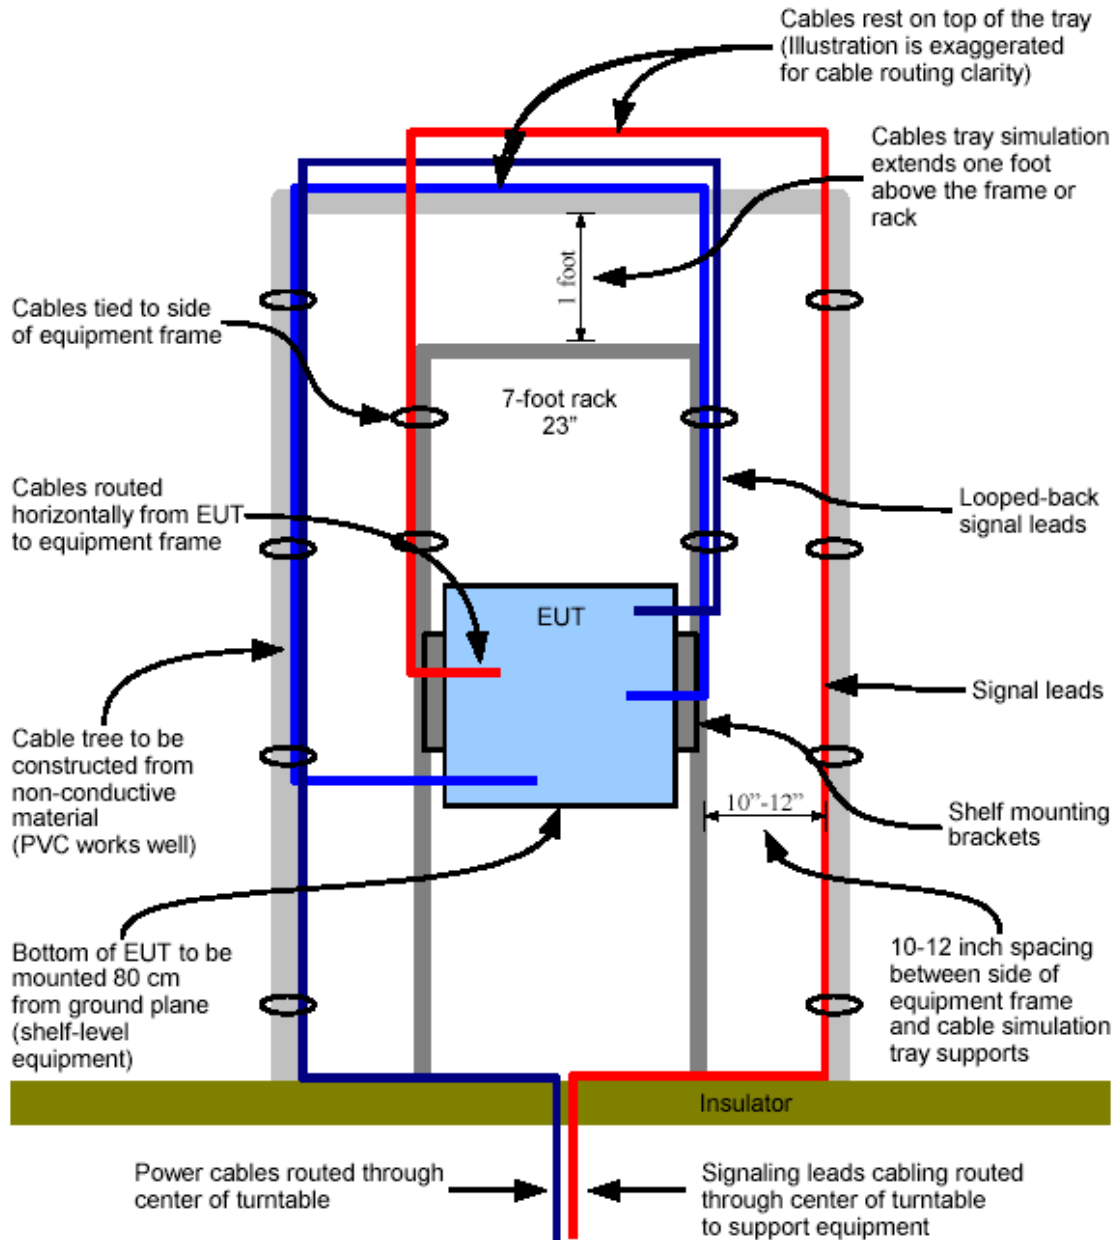 Cables rest on top of the tray
(Illustration is exaggerated
for cable routing clarity)
Cables tray simulation
extends one foot
above the frame or
rack
1 foot
Cables tied to side
of equipment frame
7-foot rack
23”
Cables routed
horizontally from EUT
to equipment frame
Looped-back
signal leads
EUT
Signal leads
Cable tree to be
constructed from
non-conductive
material
(PVC works well)
10”-12”
Shelf mounting
brackets
Bottom of EUT to be
mounted 80 cm
from ground plane
(shelf-level
equipment)
10-12 inch spacing
between side of
equipment frame
and cable simulation
tray supports
Insulator
Power cables routed through
center of turntable
Signaling leads cabling routed
through center of turntable
to support equipment